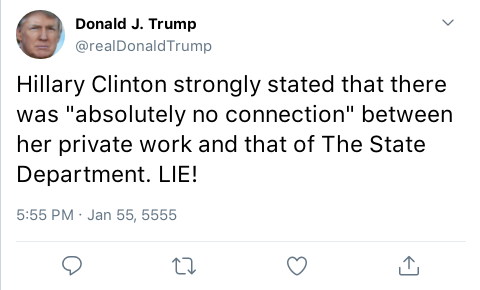 Donald J. Trump
@realDonaldTrump
Hillary Clinton strongly stated that there
was "absolutely no connection" between
her private work and that of The State
Department. LIE!
5:55 PM · Jan 55, 5555